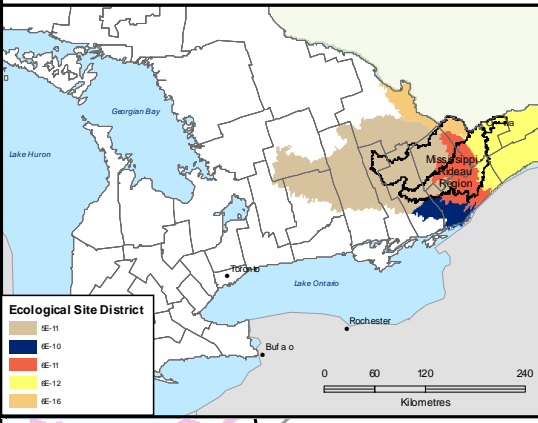 Georgian Bay
Lake Huron
Mississippi
Rideau
Region
Toronto
Lake Ontario
Rochester
Bufa o
Ecological Site District
5E-11
6E-10
6E-11
6E-12
6E-16
0 60 120 240
Kilometres